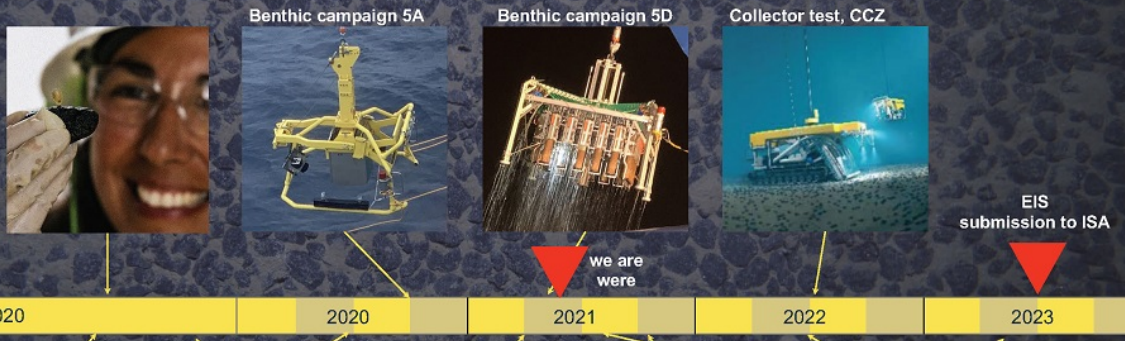 Benthic campaign 5A
Benthic campaign 5D
Collector test, CCZ
EIS
submission to ISA
we are
were
020
2020
2021
2022
2023